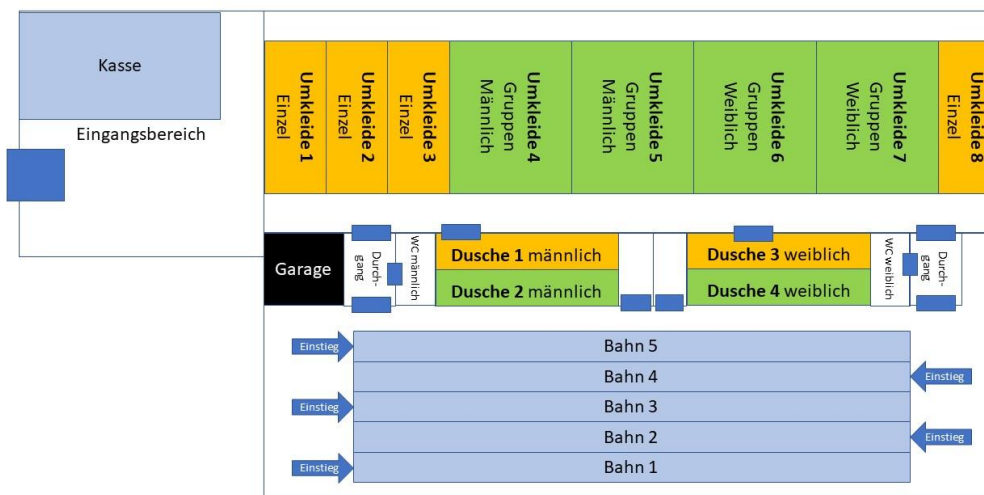 Kasse
Eingangsbereich
Umkleide 1
Einzel
Umkleide 2
Einzel
Umkleide 3
Einzel
Umkleide 4
Gruppen
Männlich
Umkleide 5
Gruppen
Männlich
Umkleide 6
Gruppen
Weiblich
Umkleide 7
Gruppen
Weiblich
Umkleide 8
Einzel
Garage
Durch-
gang
WC männlich
Dusche 1 männlich
Dusche 2 männlich
Dusche 3 weiblich
Dusche 4 weiblich
WC weiblich
Durch-
gang
Einstieg
Bahn 5
Bahn 4
Einstieg
Einstieg
Bahn 3
Bahn 2
Einstieg
Einstieg
Bahn 1